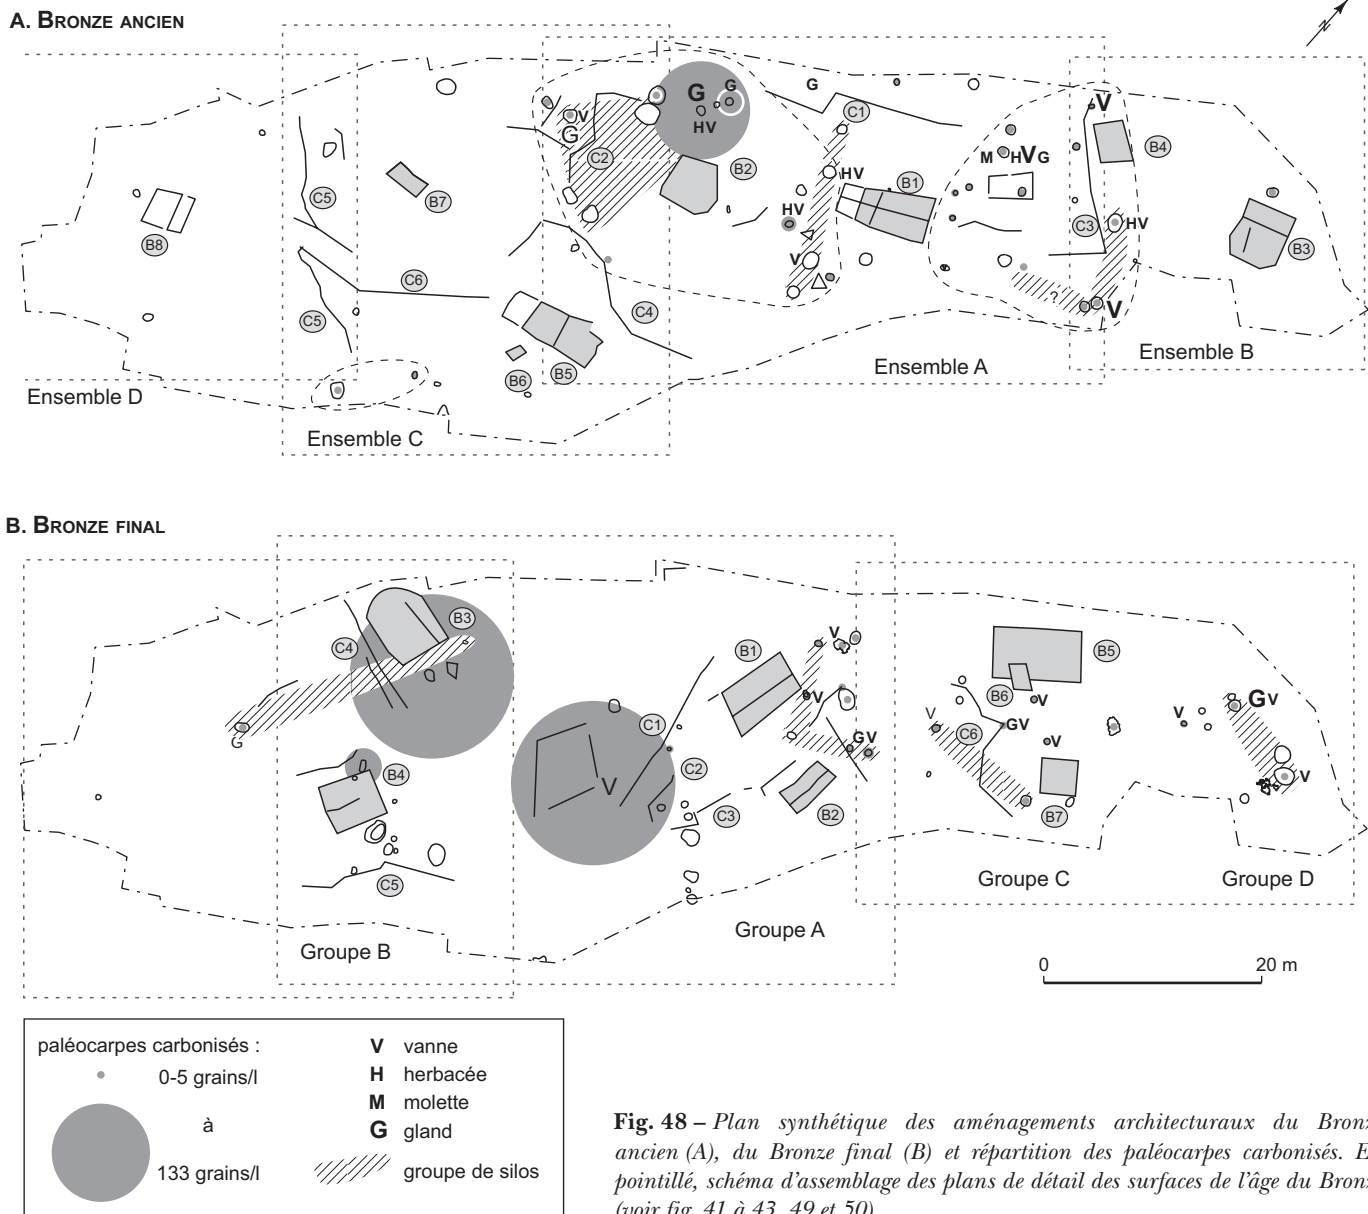 A. BRONZE ANCIEN
N
G
G
G
V
G
HV
C1
C2
B2
HV
B1
M
HVG
V
B4
C5
B7
HV
C3
HV
B3
B8
V
C6
?
V
C5
C4
B6
B5
Ensemble D
Ensemble C
Ensemble A
Ensemble B
B. BRONZE FINAL
B3
C4
B1
V
B5
G
V
B6
V
V
GV
C6
V
V
GV
C1
GV
B4
C2
V
V
C3
B2
B7
C5
Groupe C
Groupe D
Groupe B
Groupe A
0 20 m
paléocarpes carbonisés :
0-5 grains/l
à
133 grains/l
V vanne
H herbacée
M molette
G gland
groupe de silos
Fig. 48 – Plan synthétique des aménagements architecturaux du Bronz
ancien (A), du Bronze final (B) et répartition des paléocarpes carbonisés. E
pointillé, schéma d'assemblage des plans de détail des surfaces de l'âge du Bronz
(voir fig. 41 à 43, 49 et 50)